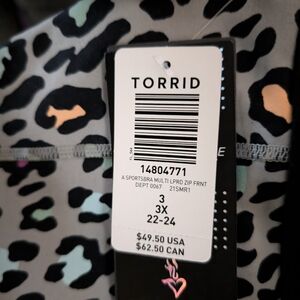 TORRID
14804771
A SPORTSBRA MULTI LPRD ZIP FRNT
DEPT 0067 21SMR1
3
3X
22-24
$49.50 USA
$62.50 CAN
E